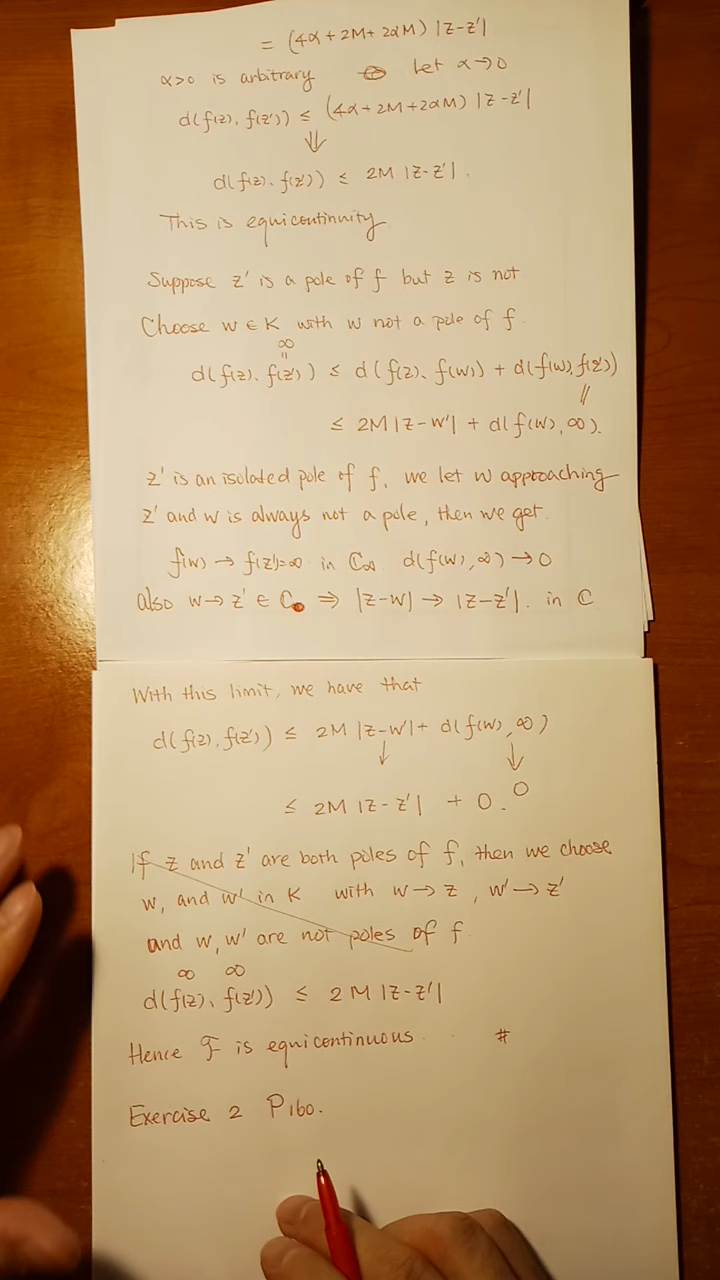 = (4α + 2M + 2αM) |z-z'|
α>0 is arbitrary Let α→0
d(f(z), f(z')) ≤ (4α+2M+2αM) |z-z'|
⇓
d(f(z), f(z')) ≤ 2M |z-z'|.
This is equicontinuity
Suppose z' is a pole of f but z is not
Choose w ∈ K with w not a pole of f.
∞
=
d(f(z), f(z')) ≤ d(f(z), f(w)) + d(f(w), f(z'))
=
≤ 2M |z-w'| + d(f(w), ∞).
z' is an isolated pole of f, we let w approaching
z' and w is always not a pole, then we get
f(w) → f(z')=∞ in C∞ d(f(w), ∞) → 0
also w→z' ∈ C ⇒ |z-w| → |z-z'|. in C
With this limit, we have that
d(f(z), f(z')) ≤ 2M |z-w'| + d(f(w), ∞)
↓ ↓
≤ 2M |z-z'| + 0. 0
If z and z' are both poles of f, then we choose
w, and w' in K with w→z, w'→z'
and w, w' are not poles of f
∞ ∞
d(f(z), f(z')) ≤ 2M |z-z'|
Hence F is equicontinuous. #
Exercise 2 P160.